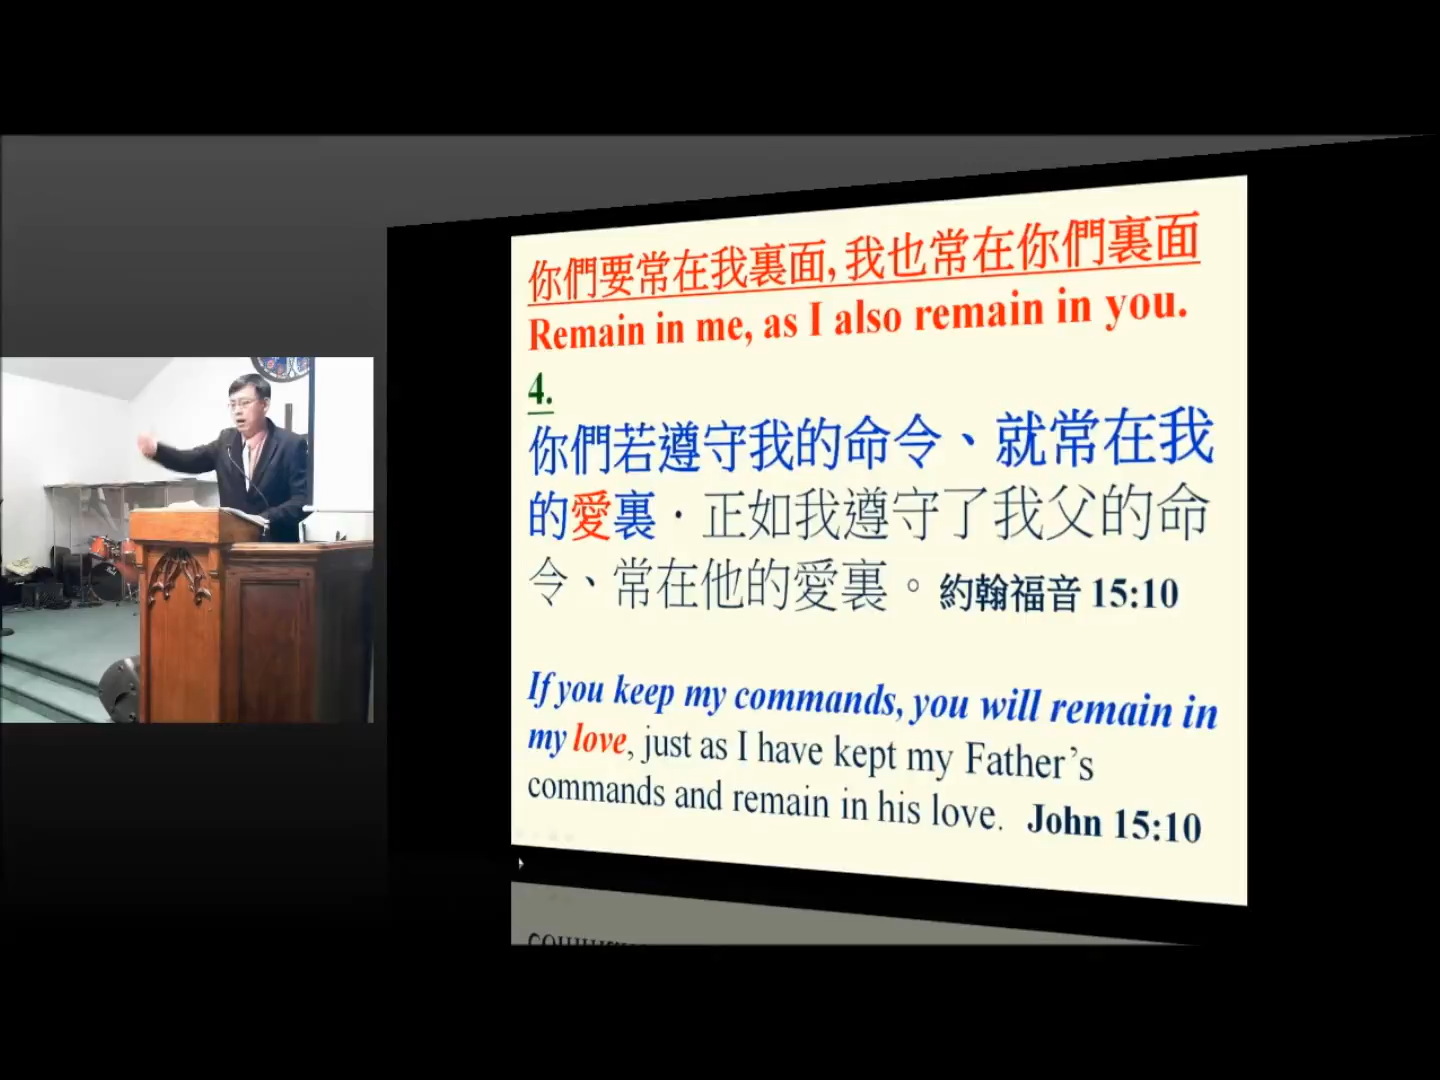 你們要常在我裏面,我也常在你們裏面
Remain in me, as I also remain in you.
4.
你們若遵守我的命令、就常在我
的愛裏．正如我遵守了我父的命
令、常在他的愛裏。約翰福音 15:10
If you keep my commands, you will remain in
my love, just as I have kept my Father’s
commands and remain in his love. John 15:10